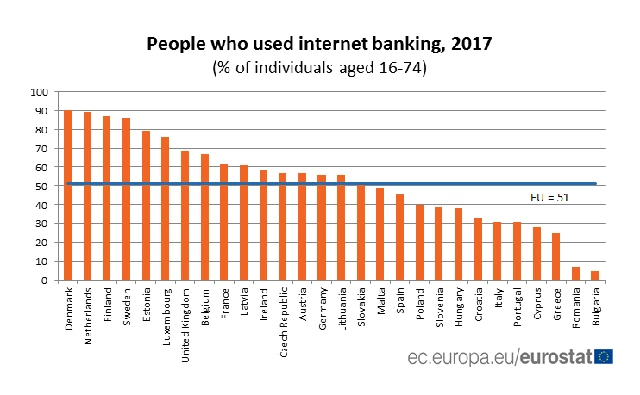 People who used internet banking, 2017
(% of individuals aged 16-74)
100
90
80
70
60
50
40
30
20
10
0
EU = 51
Denmark
Netherlands
Finland
Sweden
Estonia
Luxembourg
United Kingdom
Belgium
France
Latvia
Ireland
Czech Republic
Austria
Germany
Lithuania
Slovakia
Malta
Spain
Poland
Slovenia
Hungary
Croatia
Italy
Portugal
Cyprus
Greece
Romania
Bulgaria
ec.europa.eu/eurostat